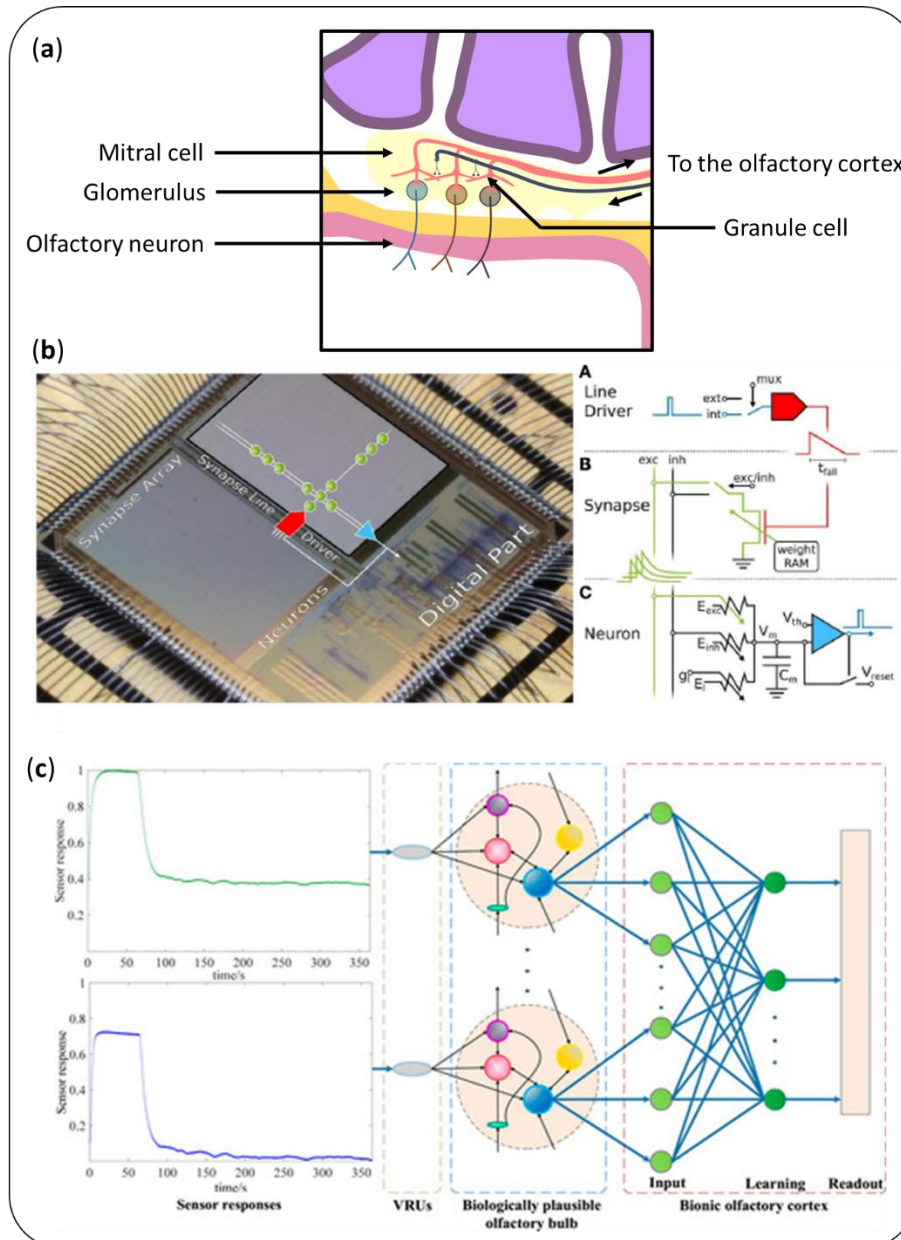 (a)
Mitral cell
Glomerulus
Olfactory neuron
To the olfactory cortex
Granule cell
(b)
Synapse Array
Synapse Line Driver
Neurons
Digital Part
A
Line
Driver
mux
ext
int
t_fall
B
exc inh
exc/inh
Synapse
weight
RAM
C
Neuron
E_exc
E_inh
g_l
E_l
V_m
C_m
V_th
V_reset
(c)
Sensor response
1
0.8
0.6
0.4
0.2
0 50 100 150 200 250 300 350
time/s
Sensor response
1
0.8
0.6
0.4
0.2
0 50 100 150 200 250 300 350
time/s
Sensor responses
VRUs
Biologically plausible
olfactory bulb
Input Learning Readout
Bionic olfactory cortex